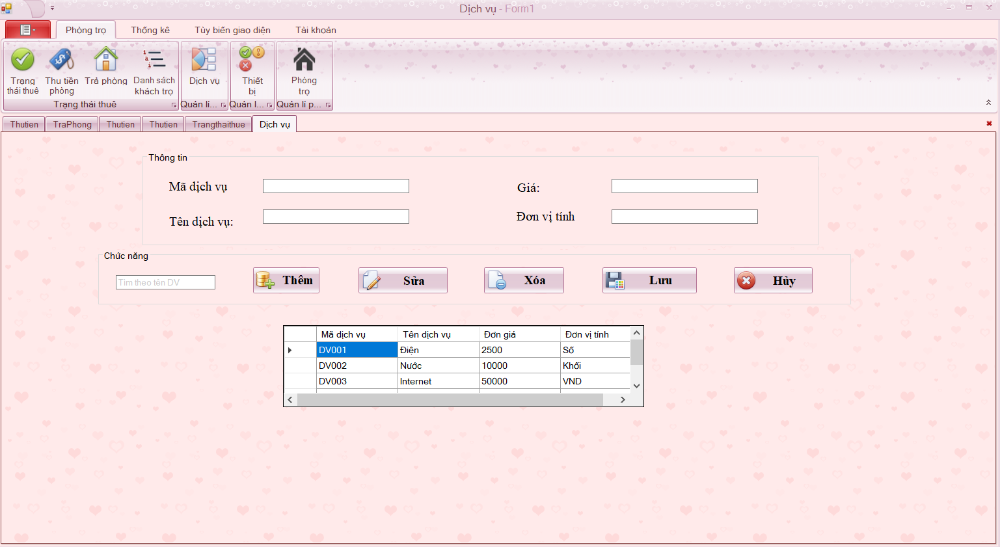 Dịch vụ - Form1
Phòng trọ Thống kê Tùy biến giao diện Tài khoản
Trạng thái thuê
Thu tiền phòng
Trả phòng
Danh sách khách trọ
Dịch vụ
Thiết bị
Phòng trọ
Trạng thái thuê Quản lí... Quản l... Quản lí p...
Thutien TraPhong Thutien Thutien Trangthaithue Dịch vụ
Thông tin
Mã dịch vụ Giá:
Tên dịch vụ: Đơn vị tính
Chức năng
Tìm theo tên DV Thêm Sửa Xóa Lưu Hủy
Mã dịch vụ Tên dịch vụ Đơn giá Đơn vị tính
DV001 Điện 2500 Số
DV002 Nước 10000 Khối
DV003 Internet 50000 VND